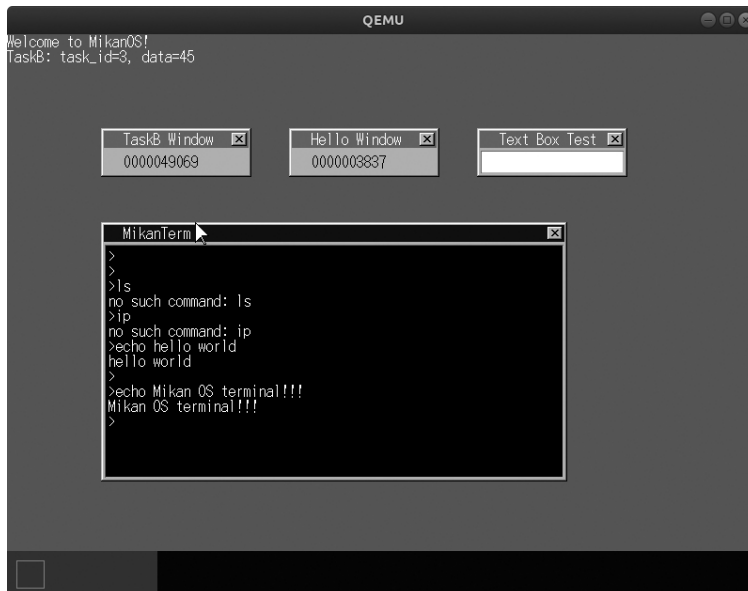 QEMU
Welcome to MikanOS!
TaskB: task_id=3, data=45
TaskB Window
0000049069
Hello Window
0000003837
Text Box Test
MikanTerm
>
>
>ls
no such command: ls
>ip
no such command: ip
>echo hello world
hello world
>
>echo Mikan OS terminal!!!
Mikan OS terminal!!!
>